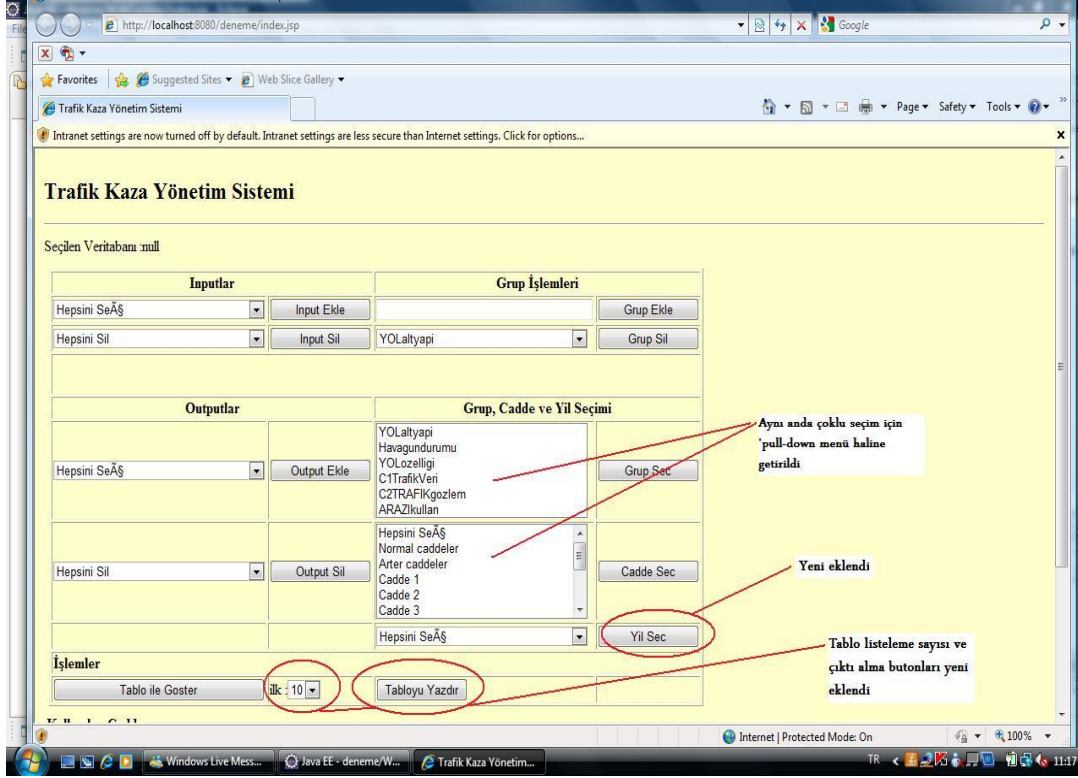 File
http://localhost:8080/deneme/index.jsp
Google
Favorites
Suggested Sites
Web Slice Gallery
Trafik Kaza Yönetim Sistemi
Page Safety Tools
Intranet settings are now turned off by default. Intranet settings are less secure than Internet settings. Click for options...
Trafik Kaza Yönetim Sistemi
Seçilen Veritabanı :null
Inputlar
Grup İşlemleri
Hepsini SeÃ§
Input Ekle
Grup Ekle
Hepsini Sil
Input Sil
YOLaltyapi
Grup Sil
Outputlar
Grup, Cadde ve Yil Seçimi
Hepsini SeÃ§
Output Ekle
YOLaltyapi
Havagundurumu
YOLozelligi
C1TrafikVeri
C2TRAFIKgozlem
ARAZIkullan
Grup Sec
Aynı anda çoklu seçim için
'pull-down menü haline
getirildi
Hepsini Sil
Output Sil
Hepsini SeÃ§
Normal caddeler
Arter caddeler
Cadde 1
Cadde 2
Cadde 3
Cadde Sec
Yeni eklendi
Hepsini SeÃ§
Yil Sec
İşlemler
Tablo ile Goster
ilk : 10
Tabloyu Yazdır
Tablo listeleme sayısı ve
çıktı alma butonları yeni
eklendi
Internet | Protected Mode: On
100%
Windows Live Mess...
Java EE - deneme/W...
Trafik Kaza Yönetim...
TR
11:17